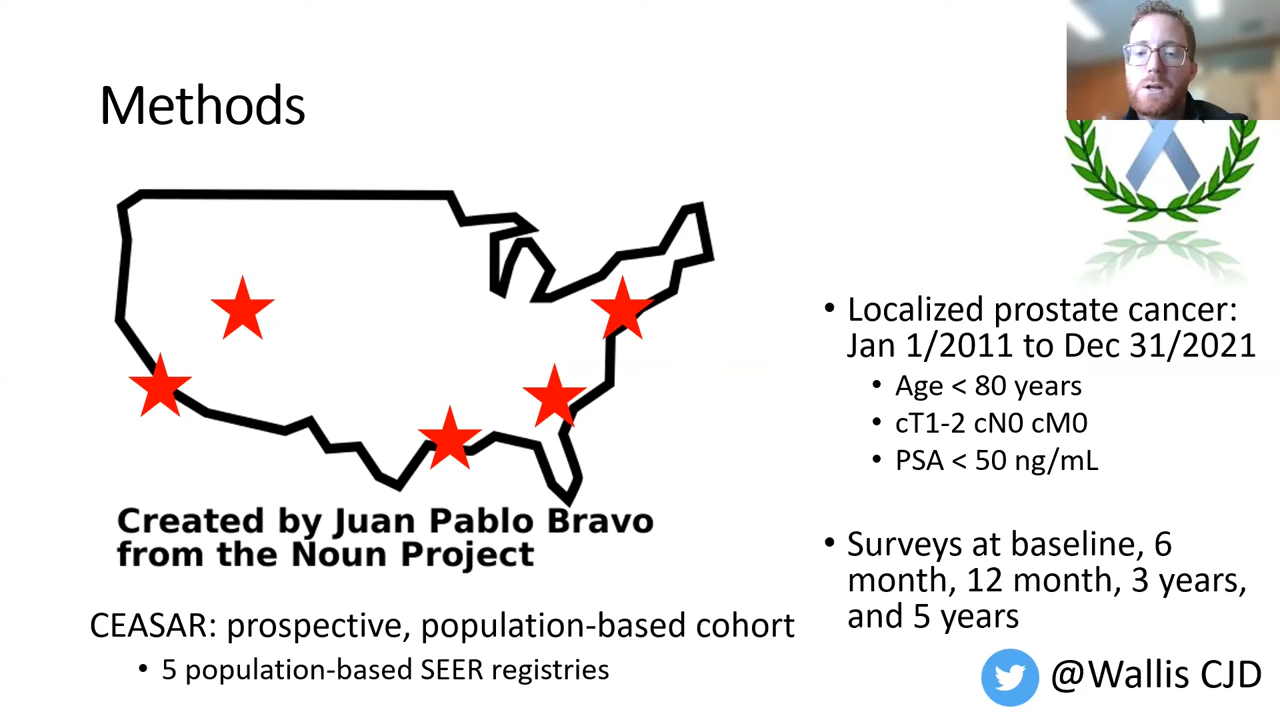 Methods
Created by Juan Pablo Bravo
from the Noun Project
CEASAR: prospective, population-based cohort
• 5 population-based SEER registries
• Localized prostate cancer:
Jan 1/2011 to Dec 31/2021
• Age < 80 years
• cT1-2 cN0 cM0
• PSA < 50 ng/mL
• Surveys at baseline, 6
month, 12 month, 3 years,
and 5 years
@Wallis CJD